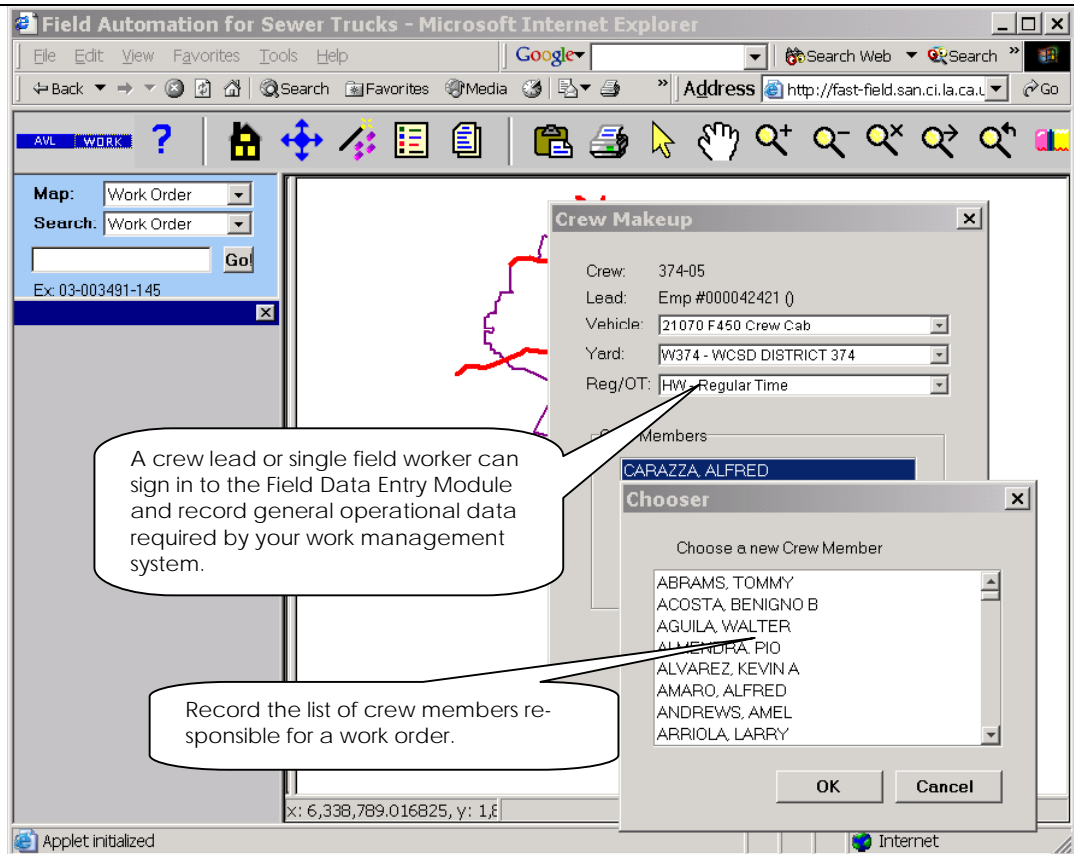 Field Automation for Sewer Trucks - Microsoft Internet Explorer
File Edit View Favorites Tools Help
Google
Search Web
Search »
Back
Search
Favorites
Media
»
Address
http://fast-field.san.ci.la.ca.u
Go
AVL WORK ?
Map: Work Order
Search: Work Order
Go!
Ex: 03-003491-145
Crew Makeup
Crew: 374-05
Lead: Emp #000042421 ()
Vehicle: 21070 F450 Crew Cab
Yard: W374 - WCSD DISTRICT 374
Reg/OT: HW - Regular Time
Members
CARAZZA, ALFRED
A crew lead or single field worker can
sign in to the Field Data Entry Module
and record general operational data
required by your work management
system.
Chooser
Choose a new Crew Member
ABRAMS, TOMMY
ACOSTA, BENIGNO B
AGUILA, WALTER
ALMENDRA, PIO
ALVAREZ, KEVIN A
AMARO, ALFRED
ANDREWS, AMEL
ARRIOLA, LARRY
Record the list of crew members re-
sponsible for a work order.
OK Cancel
x: 6,338,789.016825, y: 1,8
Applet initialized
Internet